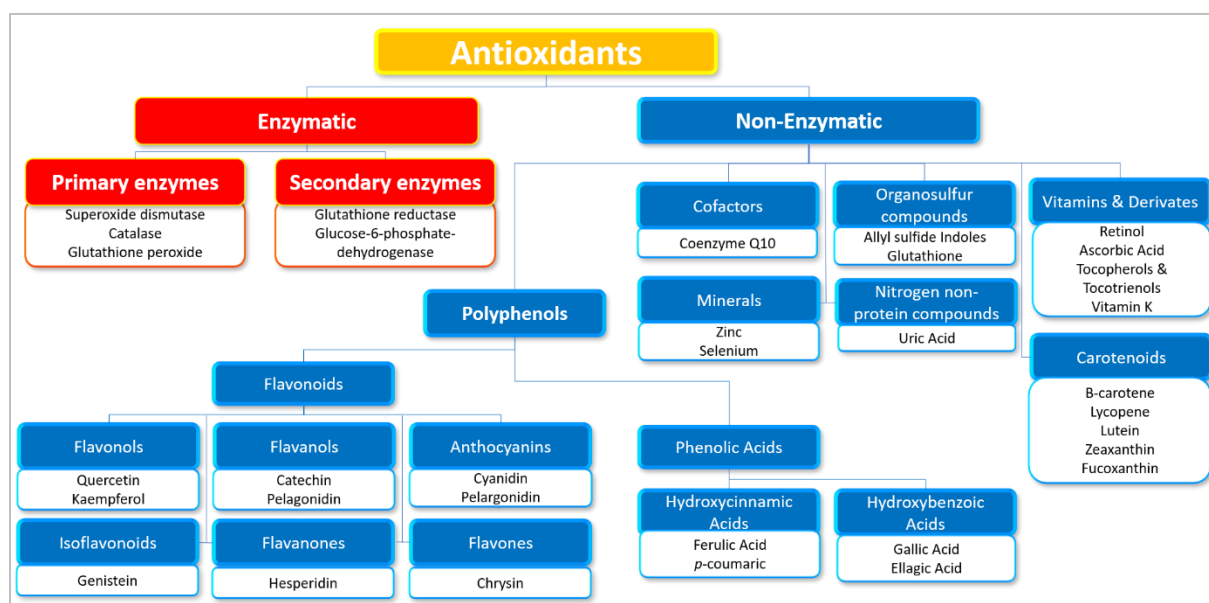 Antioxidants
Enzymatic
Non-Enzymatic
Primary enzymes
Superoxide dismutase
Catalase
Glutathione peroxide
Secondary enzymes
Glutathione reductase
Glucose-6-phosphate-
dehydrogenase
Cofactors
Coenzyme Q10
Organosulfur
compounds
Allyl sulfide Indoles
Glutathione
Vitamins & Derivates
Retinol
Ascorbic Acid
Tocopherols &
Tocotrienols
Vitamin K
Polyphenols
Minerals
Zinc
Selenium
Nitrogen non-
protein compounds
Uric Acid
Carotenoids
B-carotene
Lycopene
Lutein
Zeaxanthin
Fucoxanthin
Flavonoids
Flavonols
Quercetin
Kaempferol
Flavanols
Catechin
Pelagonidin
Anthocyanins
Cyanidin
Pelargonidin
Isoflavonoids
Genistein
Flavanones
Hesperidin
Flavones
Chrysin
Phenolic Acids
Hydroxycinnamic
Acids
Ferulic Acid
p-coumaric
Hydroxybenzoic
Acids
Gallic Acid
Ellagic Acid